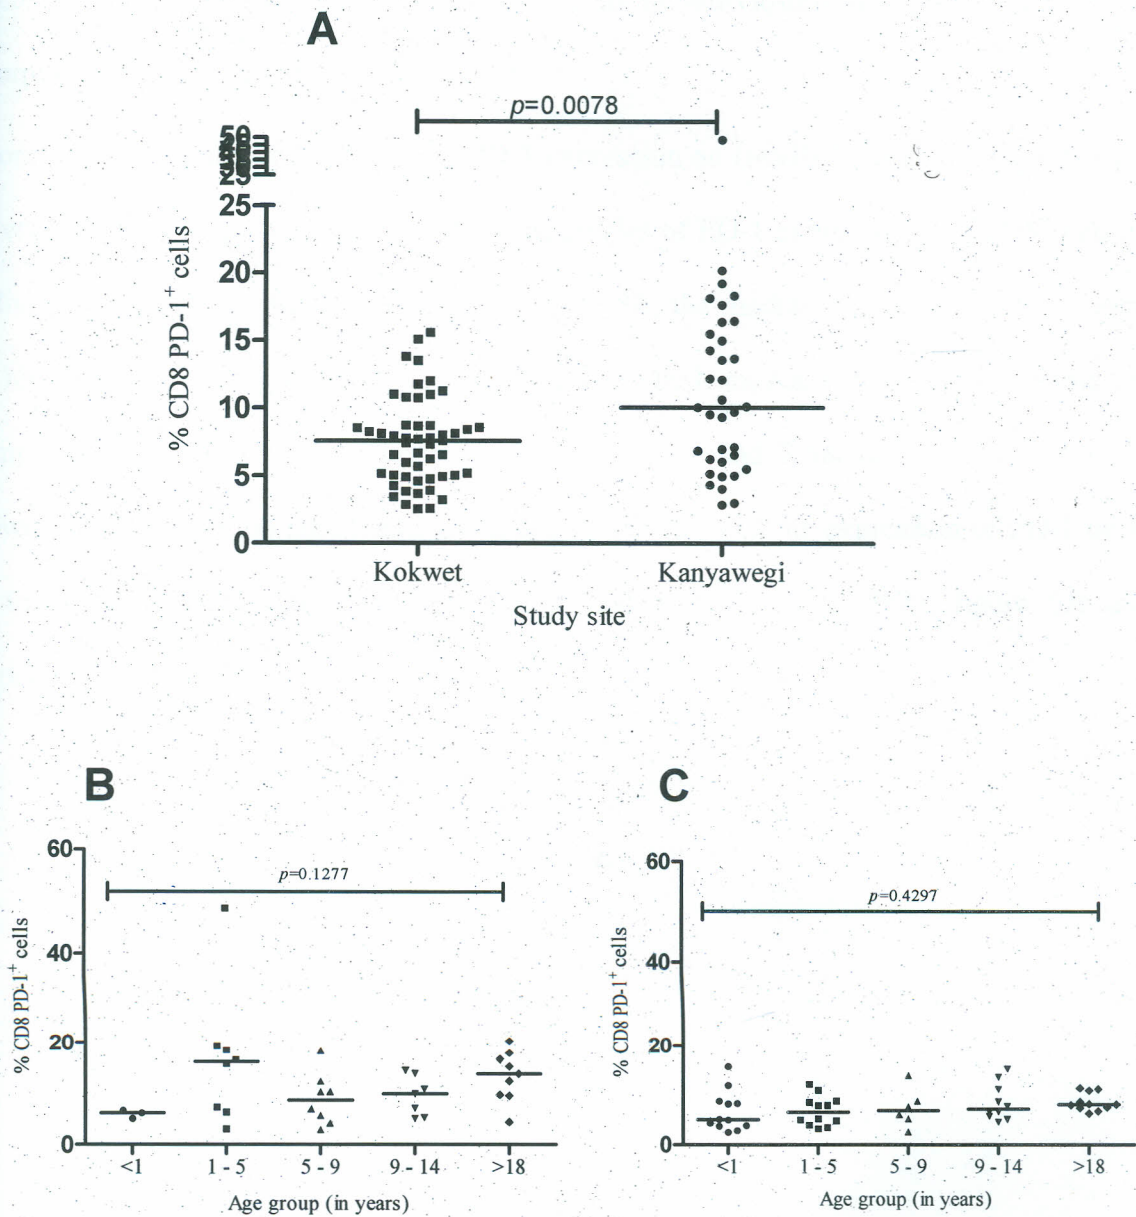 A
p=0.0078
50
25
25
20
15
10
5
0
% CD8 PD-1+ cells
Kokwet Kanyawegi
Study site
B
60
40
20
0
% CD8 PD-1+ cells
p=0.1277
<1 1 - 5 5 - 9 9 - 14 >18
Age group (in years)
C
60
40
20
0
% CD8 PD-1+ cells
p=0.4297
<1 1 - 5 5 - 9 9 - 14 >18
Age group (in years)